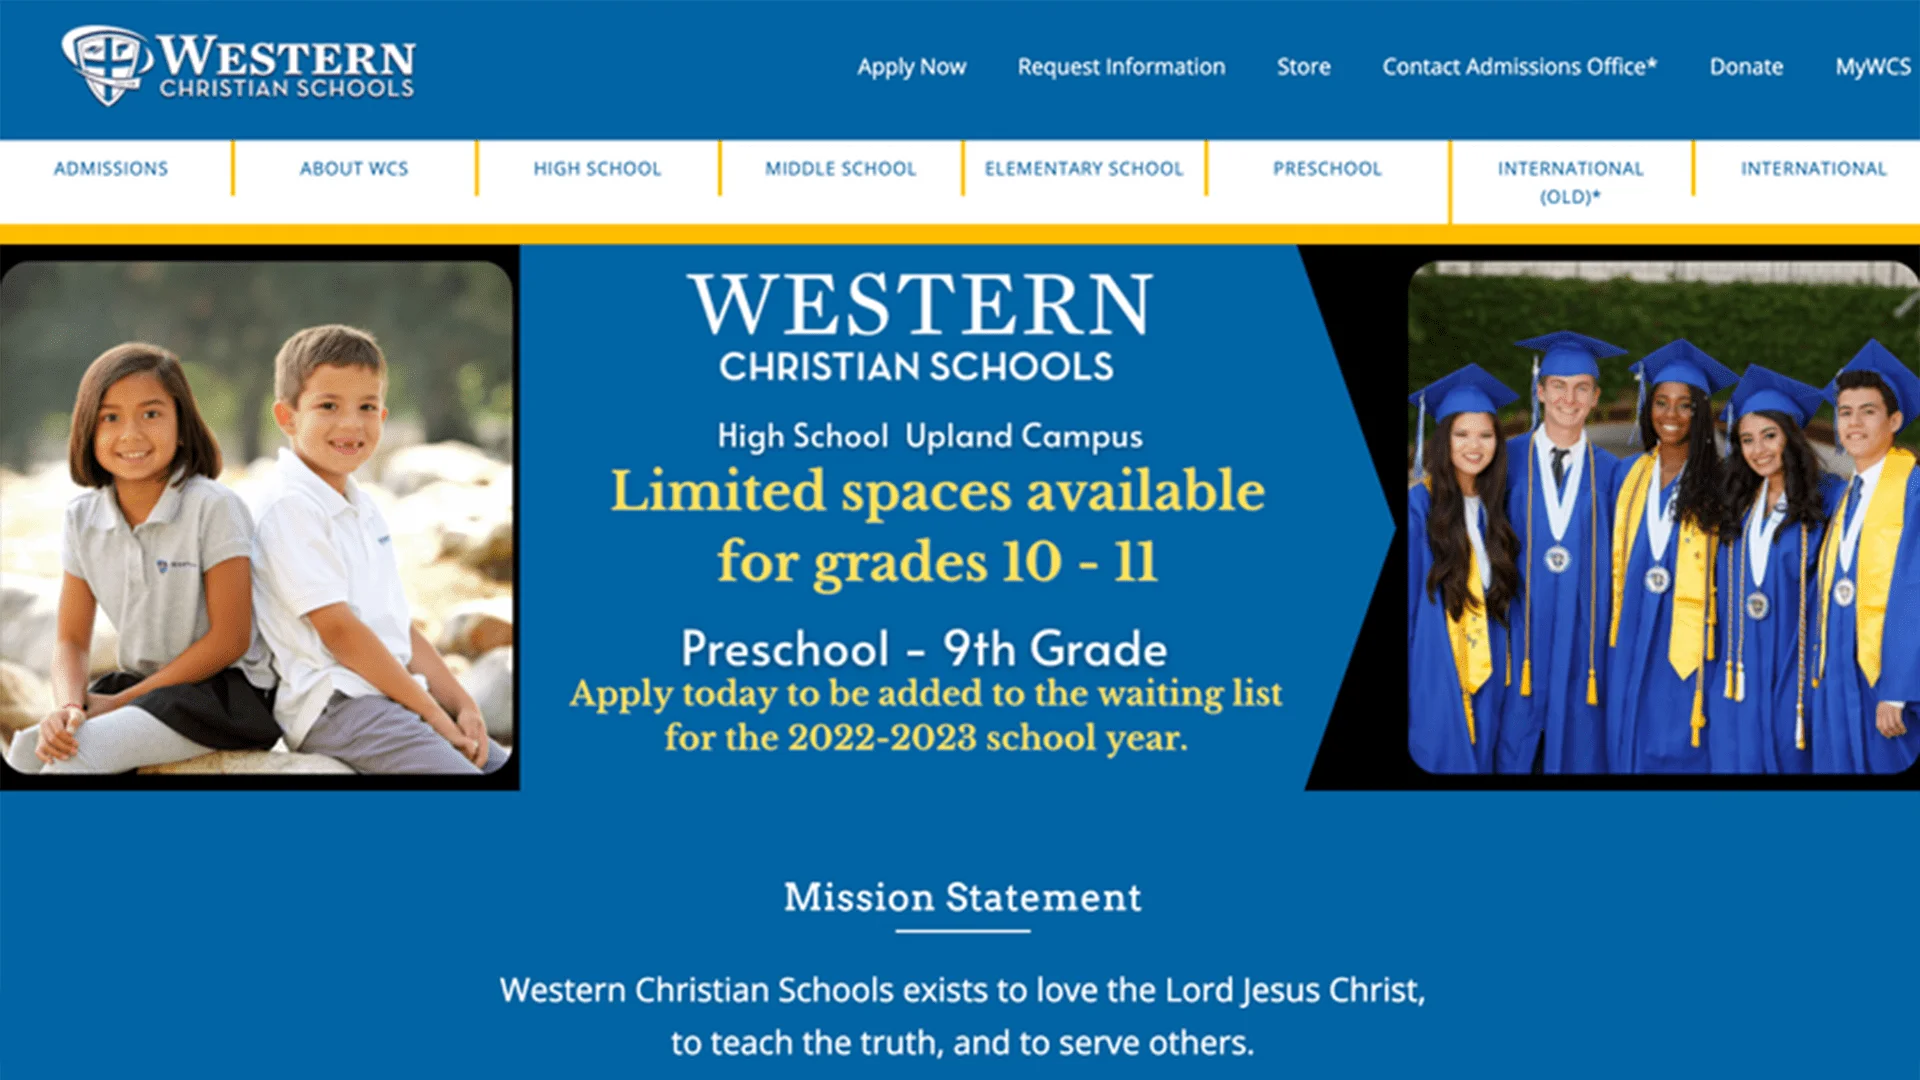 WESTERN
CHRISTIAN SCHOOLS
Apply Now Request Information Store Contact Admissions Office* Donate MyWCS
ADMISSIONS ABOUT WCS HIGH SCHOOL MIDDLE SCHOOL ELEMENTARY SCHOOL PRESCHOOL INTERNATIONAL (OLD)* INTERNATIONAL
WESTERN
CHRISTIAN SCHOOLS
High School Upland Campus
Limited spaces available
for grades 10 - 11
Preschool - 9th Grade
Apply today to be added to the waiting list
for the 2022-2023 school year.
Mission Statement
Western Christian Schools exists to love the Lord Jesus Christ,
to teach the truth, and to serve others.